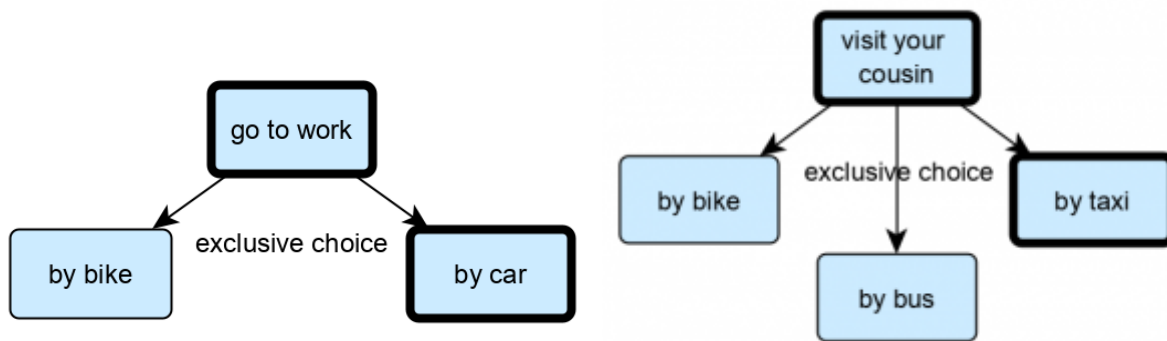 go to work
exclusive choice
by bike
by car
visit your
cousin
exclusive choice
by bike
by taxi
by bus